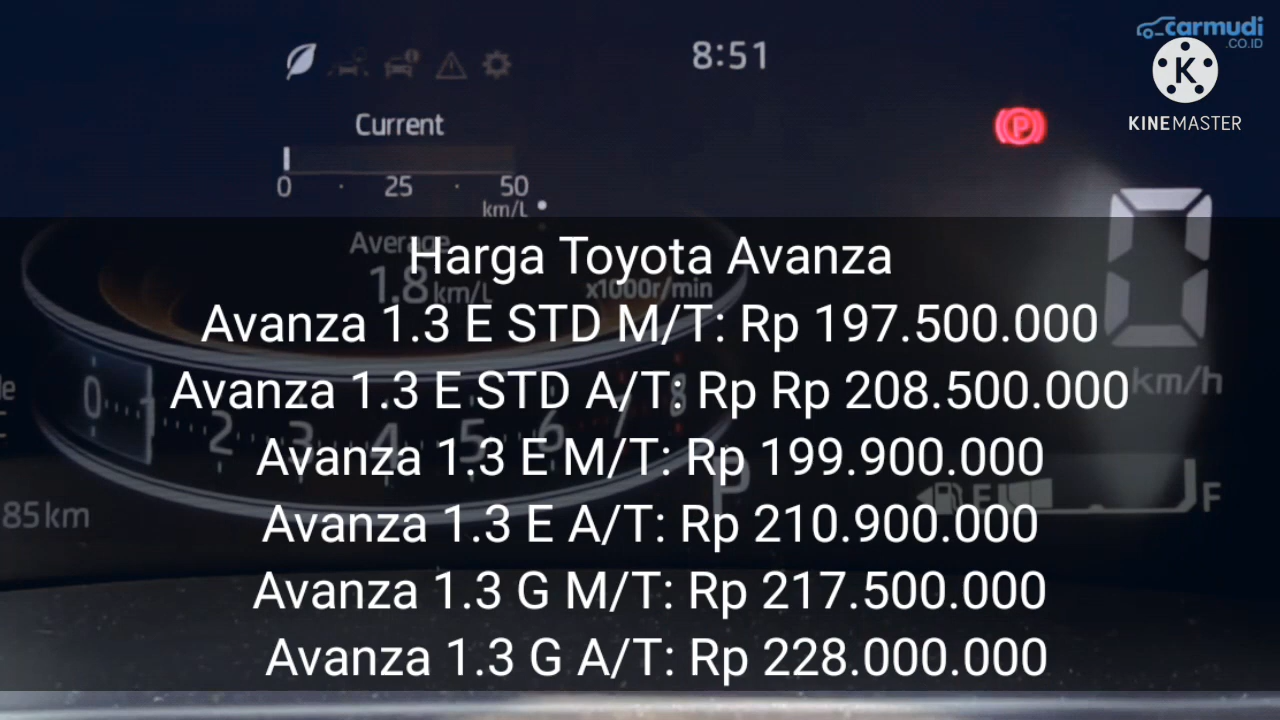 carmudi
.CO.ID
8:51
KINEMASTER
Current
0 · 25 · 50
km/L
Average
1.8 km/L
x1000r/min
Harga Toyota Avanza
Avanza 1.3 E STD M/T: Rp 197.500.000
Avanza 1.3 E STD A/T: Rp Rp 208.500.000
Avanza 1.3 E M/T: Rp 199.900.000
Avanza 1.3 E A/T: Rp 210.900.000
Avanza 1.3 G M/T: Rp 217.500.000
Avanza 1.3 G A/T: Rp 228.000.000
0
km/h
0 1 2 3 4 5 6 7 8
P
E F
85km